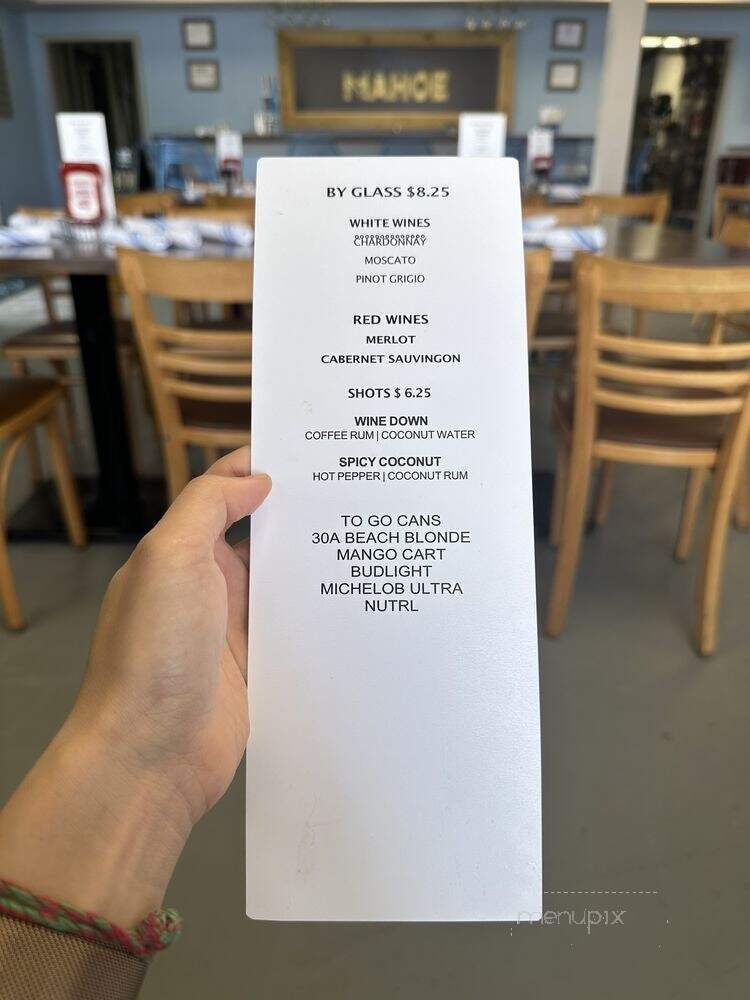 MAHOE
BY GLASS $8.25
WHITE WINES
CHARDONNAY
MOSCATO
PINOT GRIGIO
RED WINES
MERLOT
CABERNET SAUVINGON
SHOTS $ 6.25
WINE DOWN
COFFEE RUM | COCONUT WATER
SPICY COCONUT
HOT PEPPER | COCONUT RUM
TO GO CANS
30A BEACH BLONDE
MANGO CART
BUDLIGHT
MICHELOB ULTRA
NUTRL
menupix